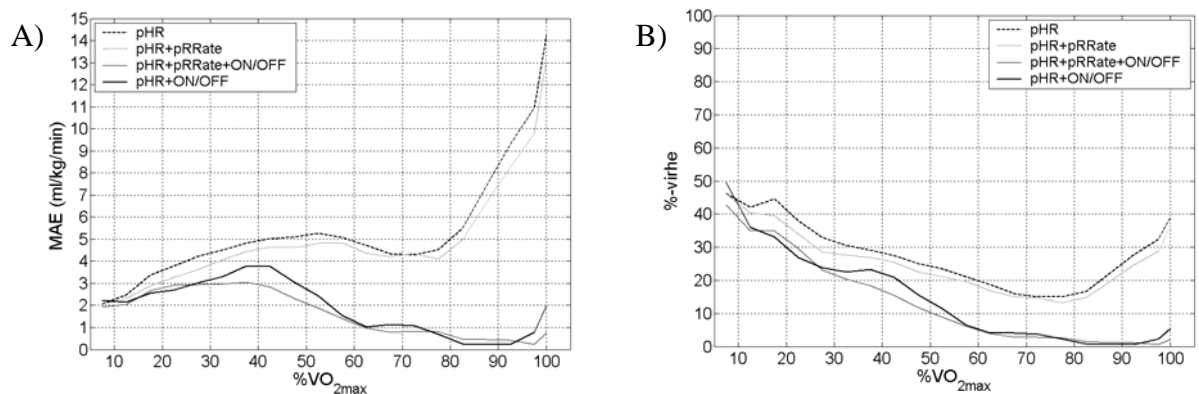 A)
15
14
13
12
11
10
9
8
7
6
5
4
3
2
1
0
MAE (ml/kg/min)
pHR
pHR+pRRate
pHR+pRRate+ON/OFF
pHR+ON/OFF
10 20 30 40 50 60 70 80 90 100
%VO2max
B)
100
90
80
70
60
50
40
30
20
10
0
%-virhe
pHR
pHR+pRRate
pHR+pRRate+ON/OFF
pHR+ON/OFF
10 20 30 40 50 60 70 80 90 100
%VO2max